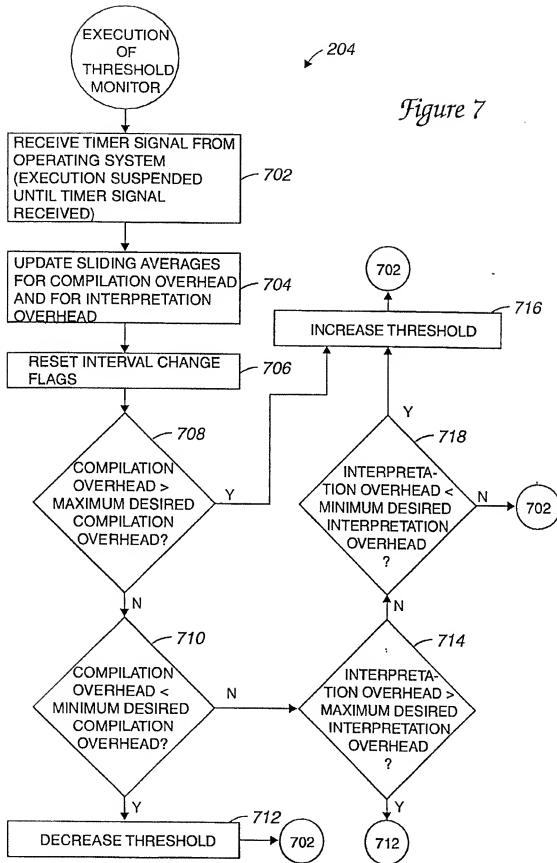 EXECUTION
OF
THRESHOLD
MONITOR
204
Figure 7
RECEIVE TIMER SIGNAL FROM
OPERATING SYSTEM
(EXECUTION SUSPENDED
UNTIL TIMER SIGNAL
RECEIVED)
702
UPDATE SLIDING AVERAGES
FOR COMPILATION OVERHEAD
AND FOR INTERPRETATION
OVERHEAD
704
RESET INTERVAL CHANGE
FLAGS
706
708
COMPILATION
OVERHEAD >
MAXIMUM DESIRED
COMPILATION
OVERHEAD?
Y
N
710
COMPILATION
OVERHEAD <
MINIMUM DESIRED
COMPILATION
OVERHEAD?
N
Y
712
DECREASE THRESHOLD
702
702
716
INCREASE THRESHOLD
Y
718
INTERPRETA-
TION OVERHEAD <
MINIMUM DESIRED
INTERPRETATION
OVERHEAD
?
N
702
N
714
INTERPRETA-
TION OVERHEAD >
MAXIMUM DESIRED
INTERPRETATION
OVERHEAD
?
Y
712